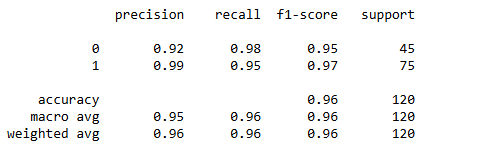 precision recall f1-score support
0 0.92 0.98 0.95 45
1 0.99 0.95 0.97 75
accuracy 0.96 120
macro avg 0.95 0.96 0.96 120
weighted avg 0.96 0.96 0.96 120